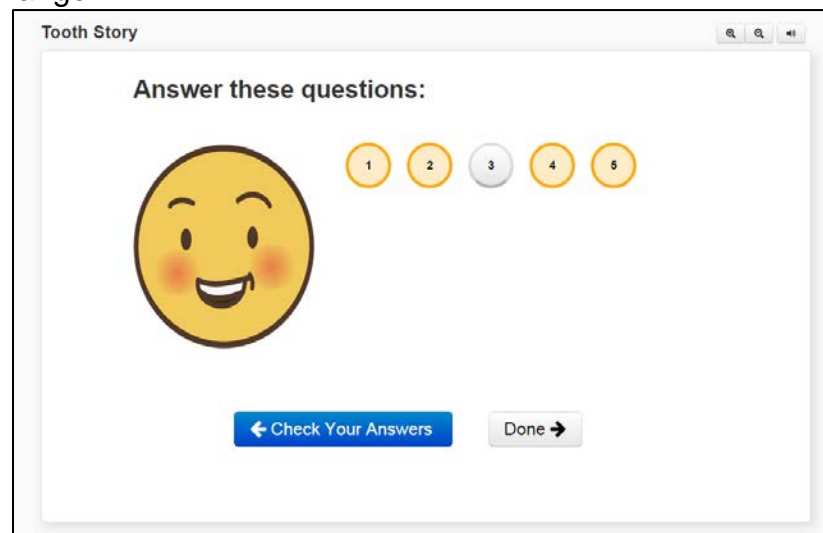 Tooth Story
Answer these questions:
1 2 3 4 5
Check Your Answers
Done